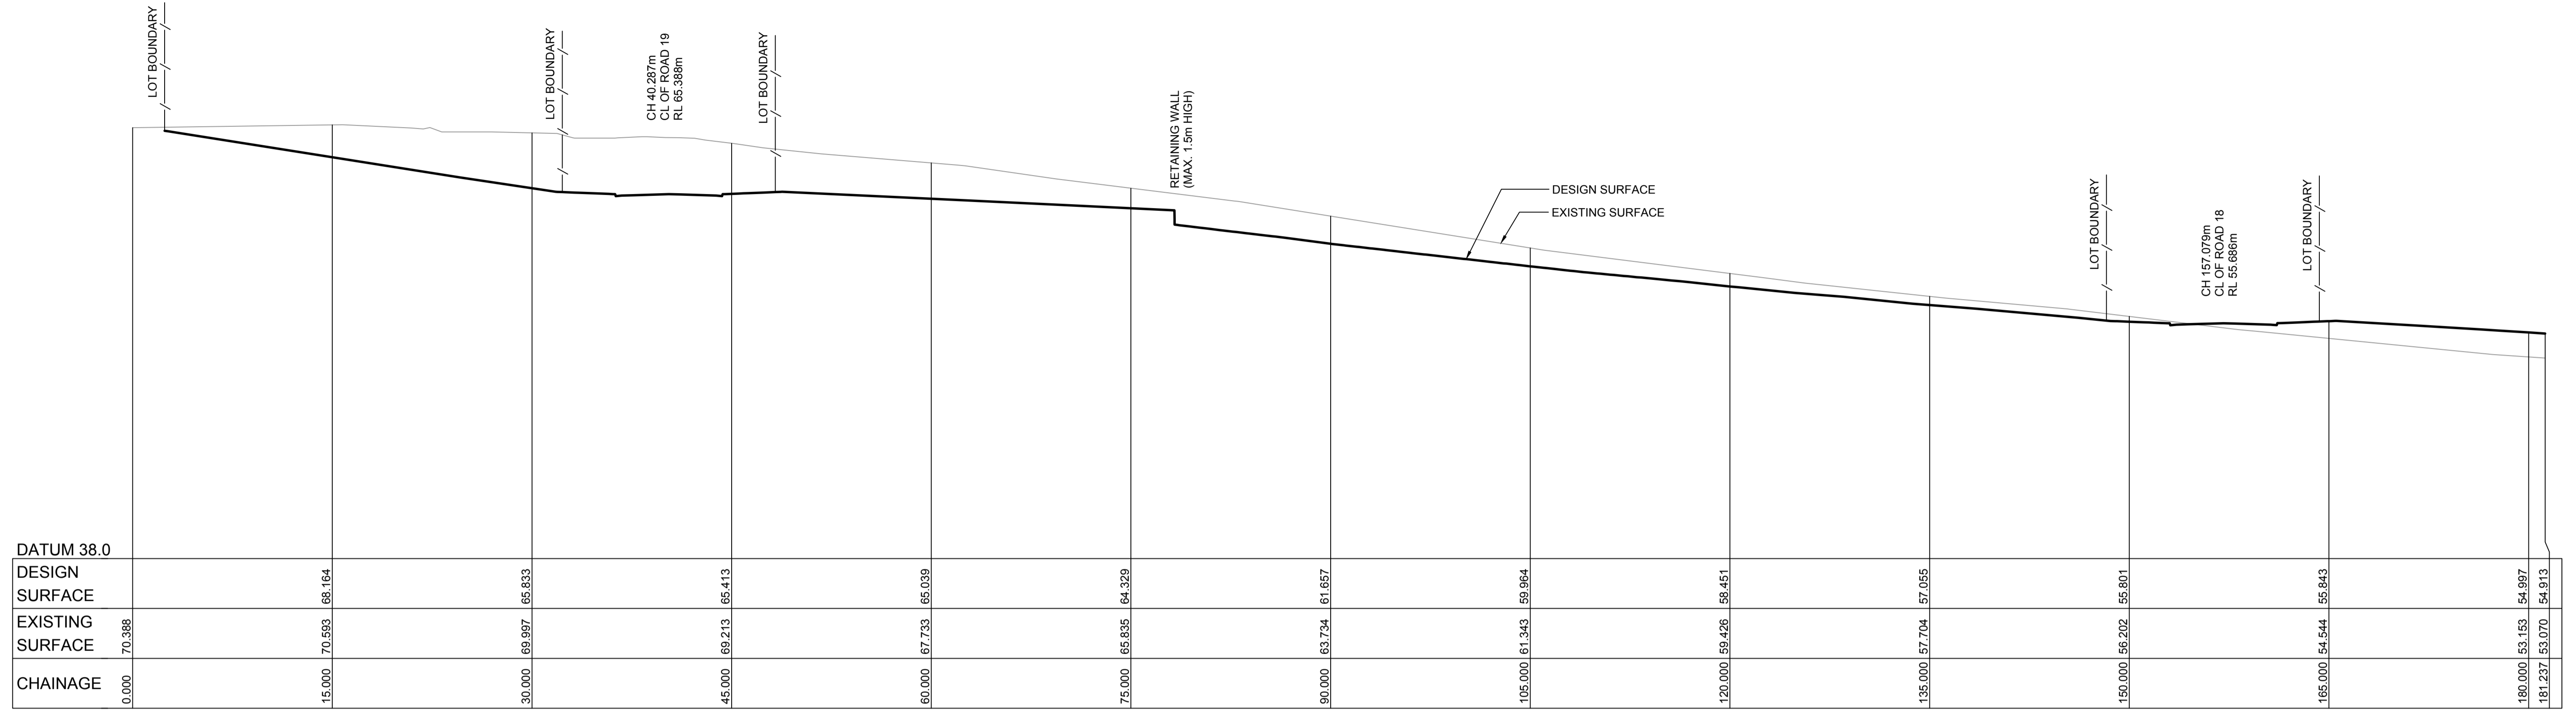 LOT BOUNDARY
LOT BOUNDARY
CH 40.287m
CL OF ROAD 19
RL 65.388m
LOT BOUNDARY
RETAINING WALL
(MAX. 1.5m HIGH)
DESIGN SURFACE
EXISTING SURFACE
LOT BOUNDARY
CH 157.079m
CL OF ROAD 18
RL 55.686m
LOT BOUNDARY
DATUM 38.0
DESIGN
SURFACE
68.164
65.833
65.413
65.039
64.329
61.657
59.964
58.451
57.055
55.801
55.843
54.997
54.913
EXISTING
SURFACE
70.388
70.593
69.997
69.213
67.733
65.835
63.734
61.343
59.426
57.704
56.202
54.544
53.153
53.070
CHAINAGE
0.000
15.000
30.000
45.000
60.000
75.000
90.000
105.000
120.000
135.000
150.000
165.000
180.000
181.237